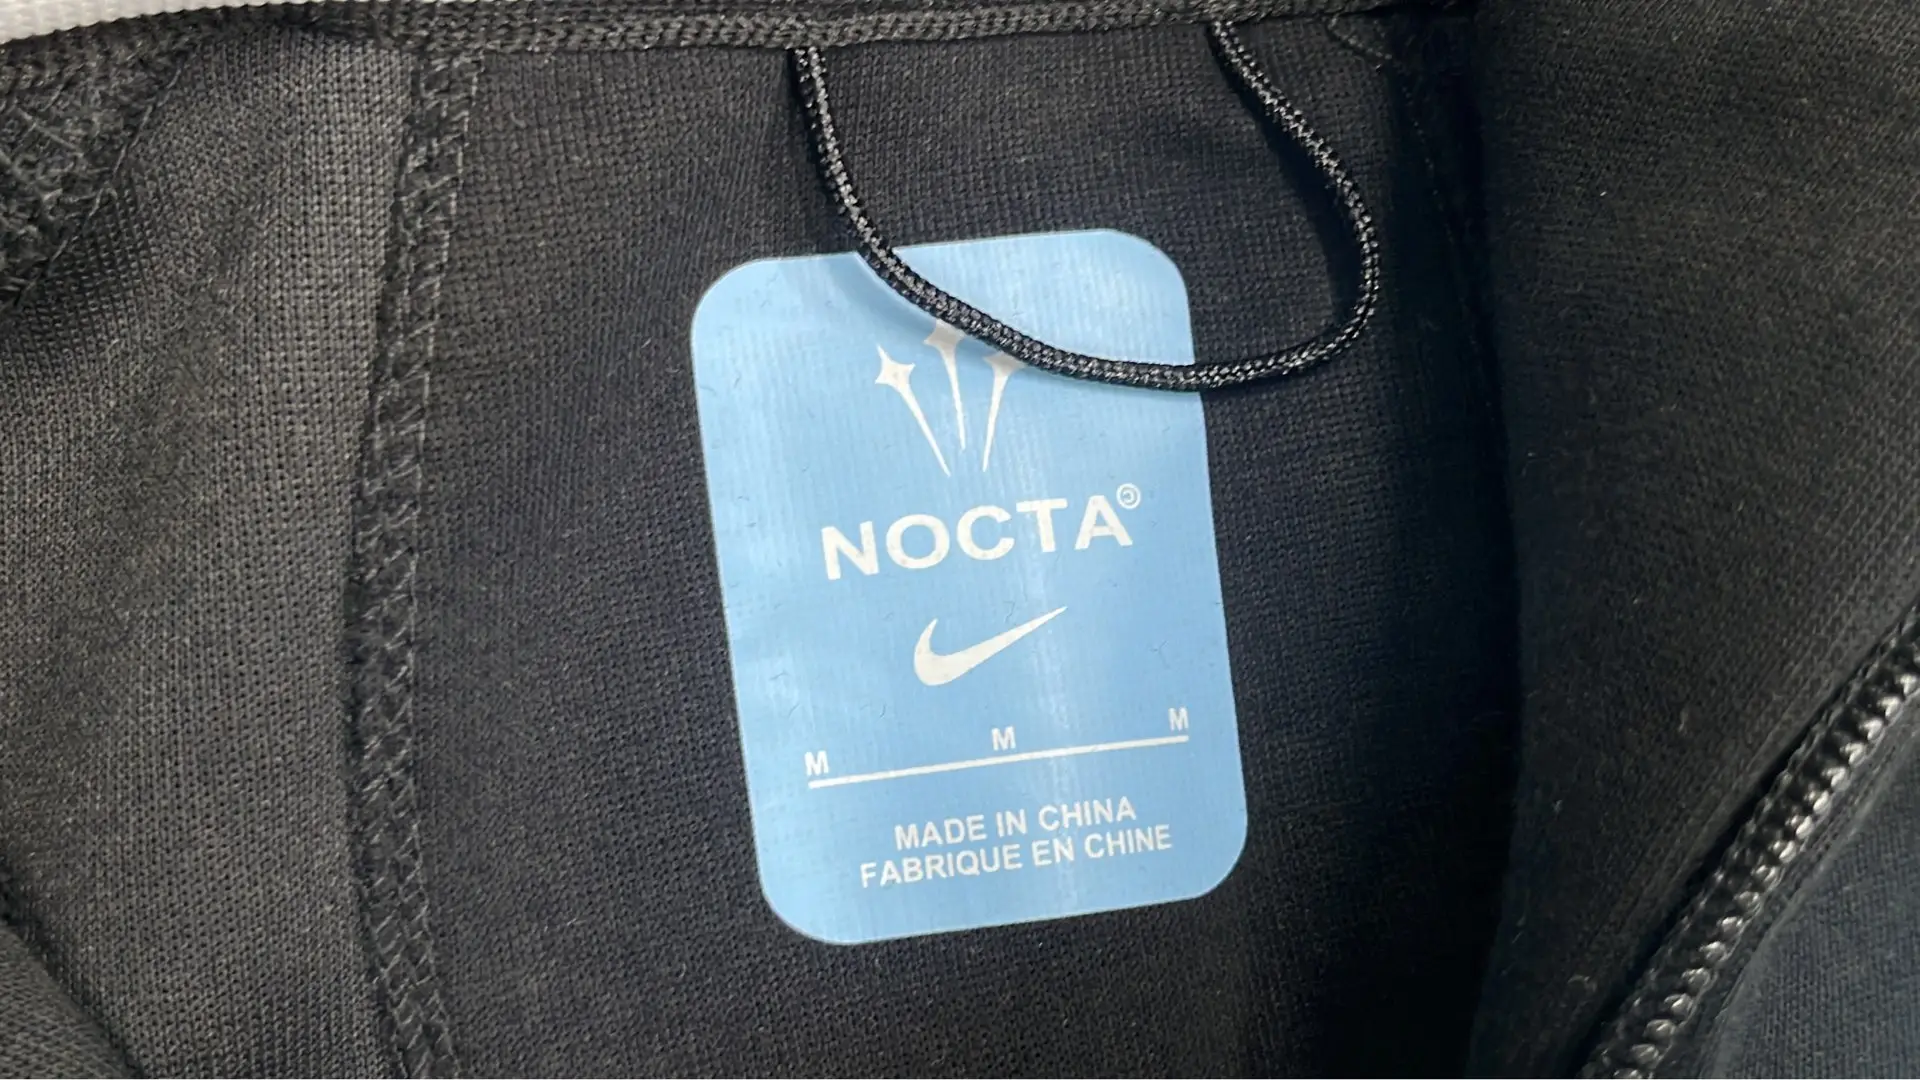 NOCTA©
M M M
MADE IN CHINA
FABRIQUE EN CHINE